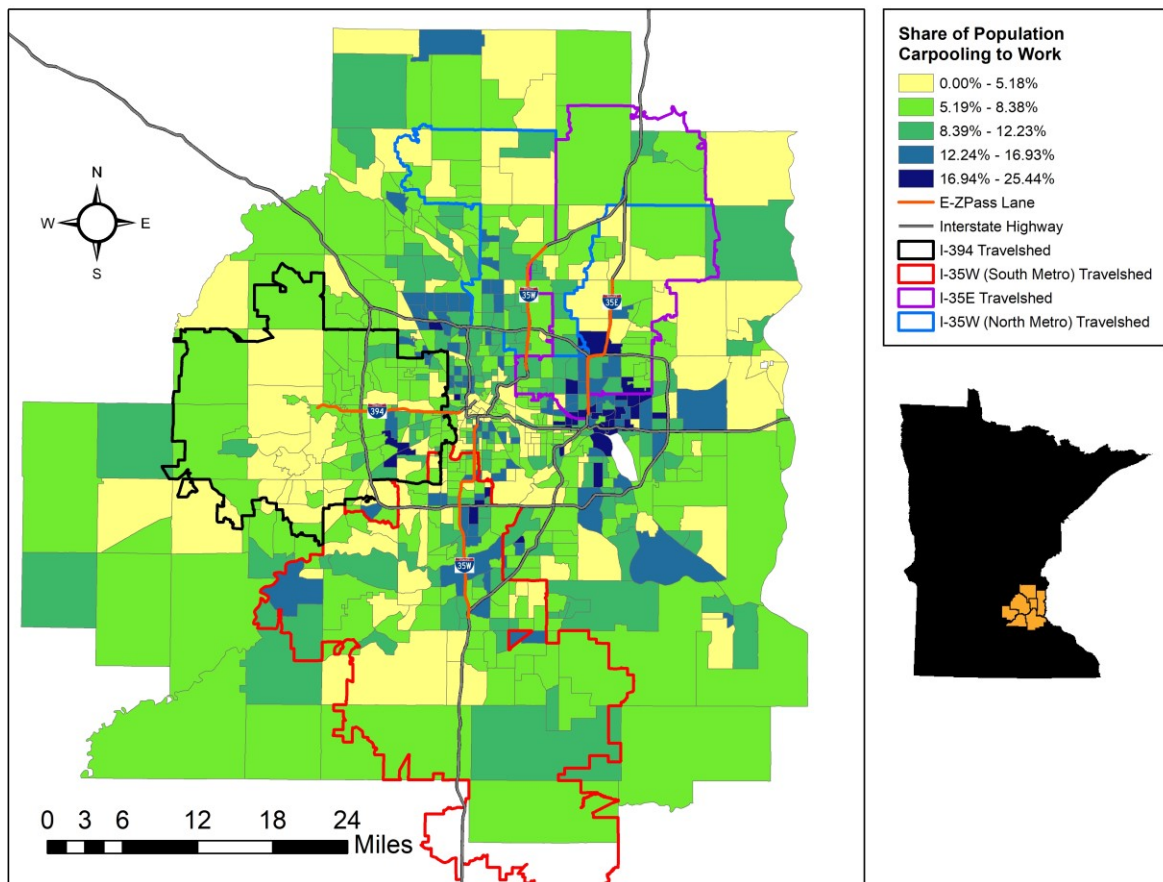 N
W E
S
35W
35E
394
35W
0 3 6 12 18 24
Miles
Share of Population
Carpooling to Work
0.00% - 5.18%
5.19% - 8.38%
8.39% - 12.23%
12.24% - 16.93%
16.94% - 25.44%
E-ZPass Lane
Interstate Highway
I-394 Travelshed
I-35W (South Metro) Travelshed
I-35E Travelshed
I-35W (North Metro) Travelshed